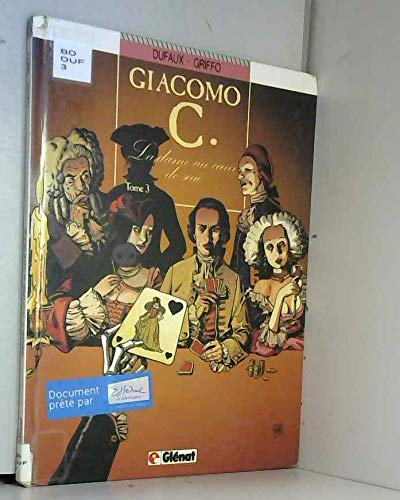 BD
DUF
3
DUFAUX - GRIFFO
GIACOMO
C.
La dame au cœur
de suie
Tome 3
Document
prêté par
Glénat